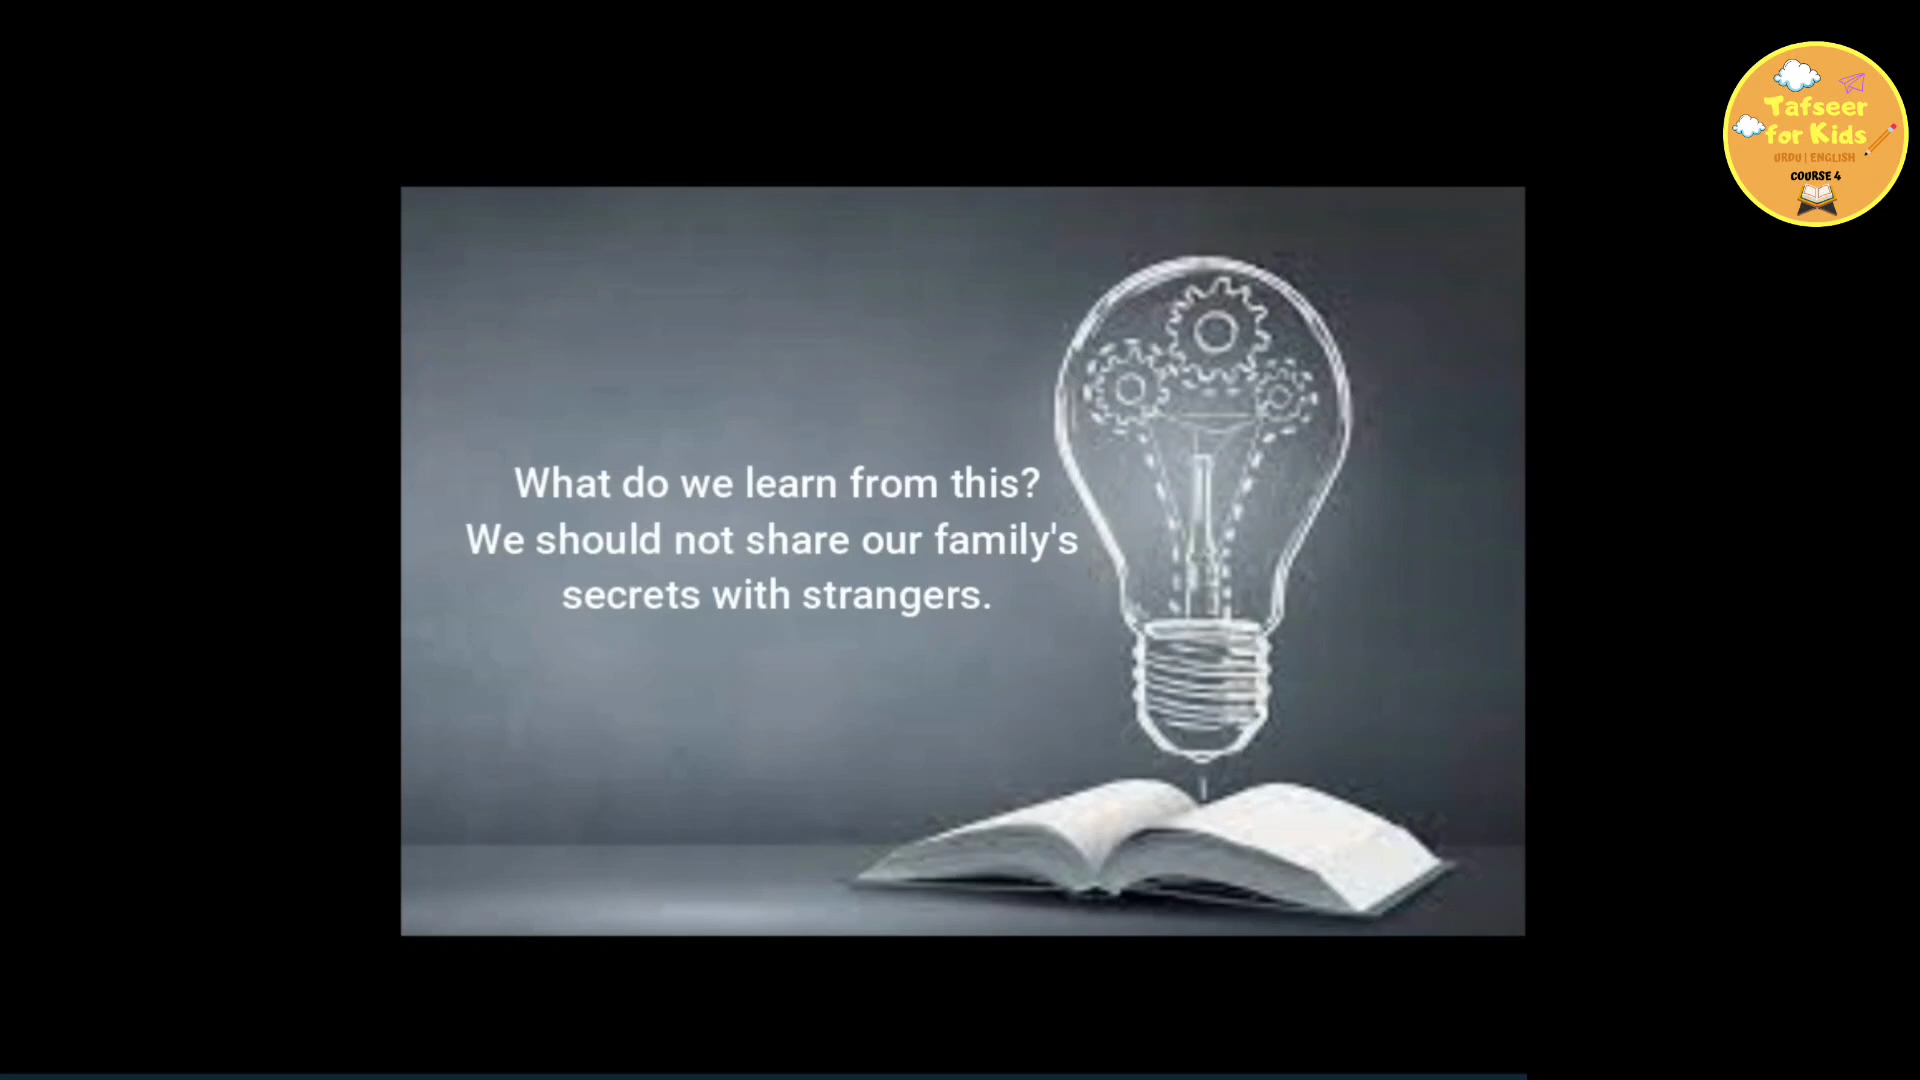 Tafseer
for Kids
URDU | ENGLISH
COURSE 4
What do we learn from this?
We should not share our family's
secrets with strangers.